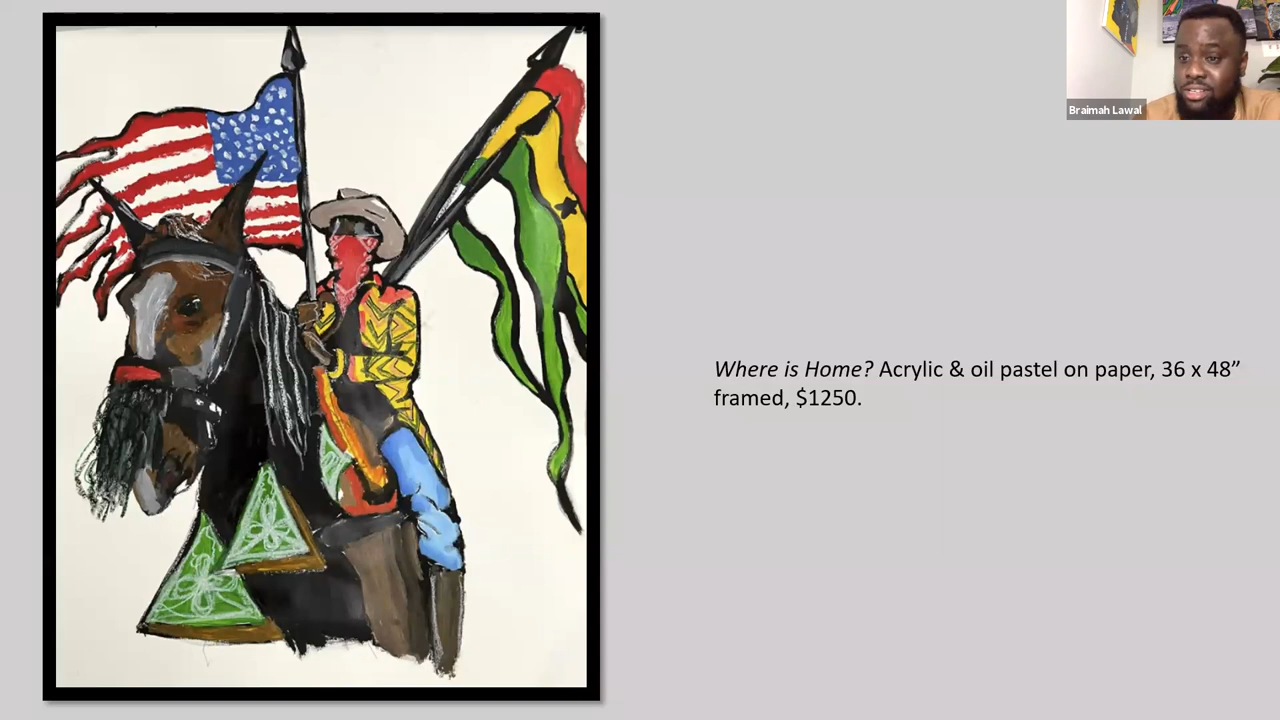 Braimah Lawal
Where is Home? Acrylic & oil pastel on paper, 36 x 48”
framed, $1250.